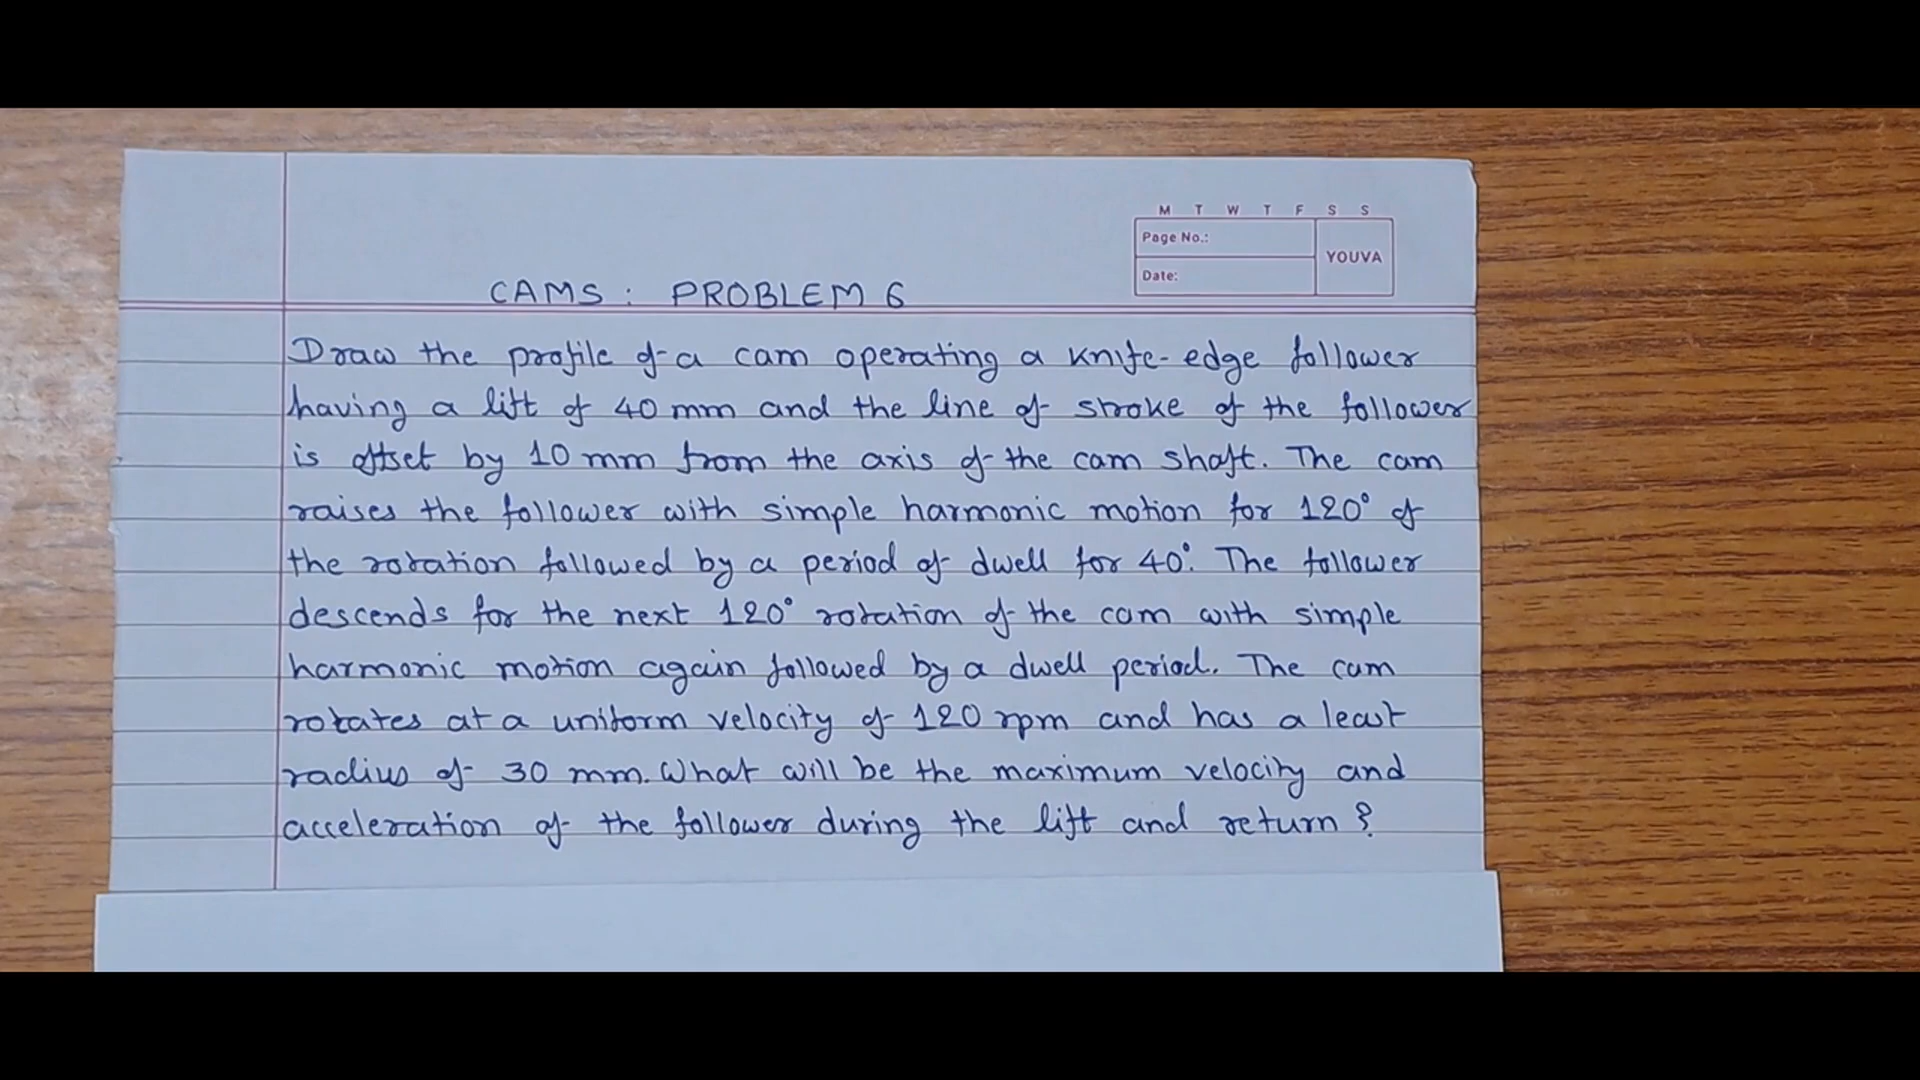 M T W T F S S
Page No.:
YOUVA
Date:
CAMS : PROBLEM 6
Draw the profile of a cam operating a knife-edge follower
having a lift of 40 mm and the line of stroke of the follower
is offset by 10 mm from the axis of the cam shaft. The cam
raises the follower with simple harmonic motion for 120° of
the rotation followed by a period of dwell for 40°. The follower
descends for the next 120° rotation of the cam with simple
harmonic motion again followed by a dwell period. The cam
rotates at a uniform velocity of 120 rpm and has a least
radius of 30 mm. What will be the maximum velocity and
acceleration of the follower during the lift and return ?